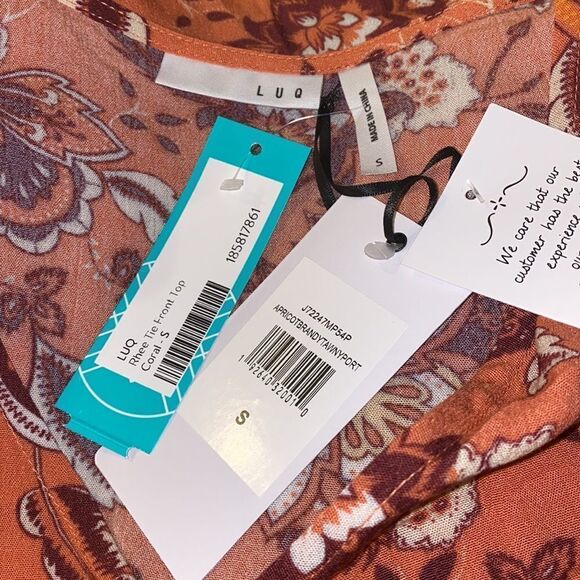 LUQ
MADE IN CHINA
S
LUQ
Rhee Tie Front Top
Coral - S
185817861
J72247MP54P
APRICOTBRANDYTAWNYPORT
S
We care that our
customer has the best
experience